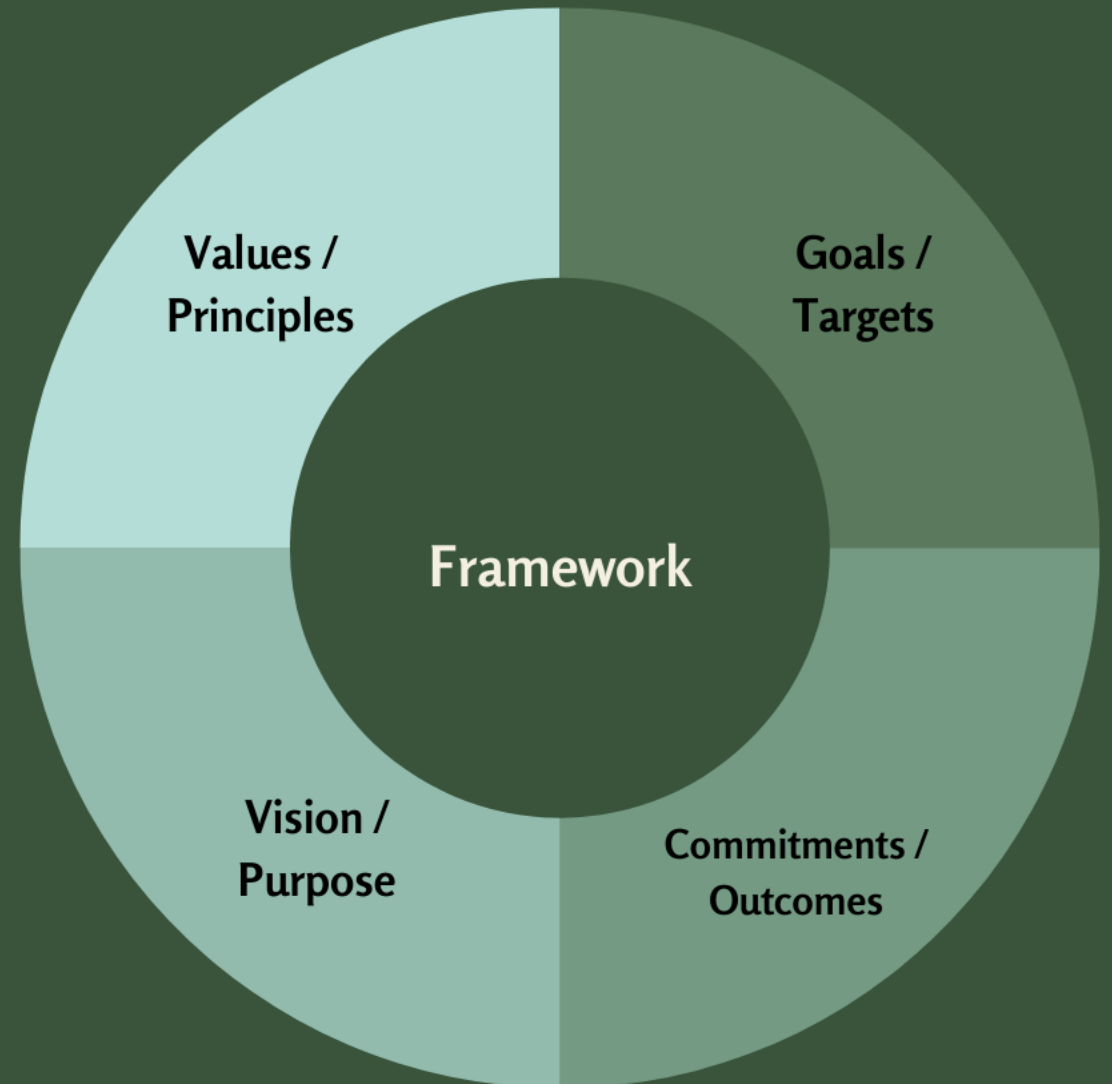 Values /
Principles
Goals /
Targets
Framework
Vision /
Purpose
Commitments /
Outcomes